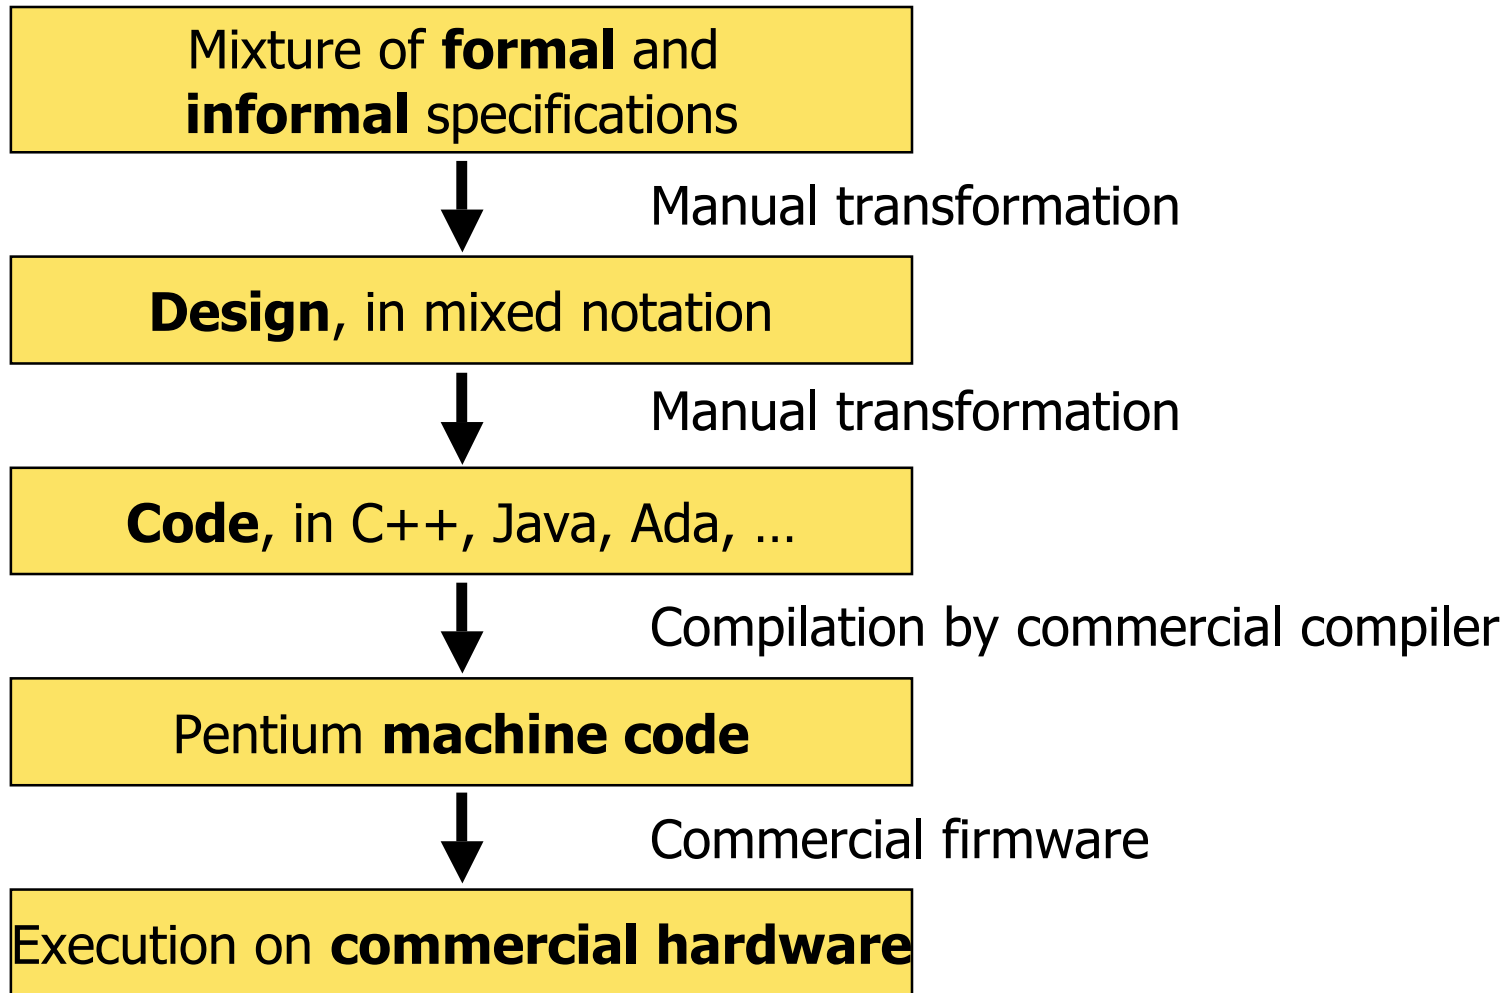 Mixture of formal and
informal specifications
Manual transformation
Design, in mixed notation
Manual transformation
Code, in C++, Java, Ada, ...
Compilation by commercial compiler
Pentium machine code
Commercial firmware
Execution on commercial hardware